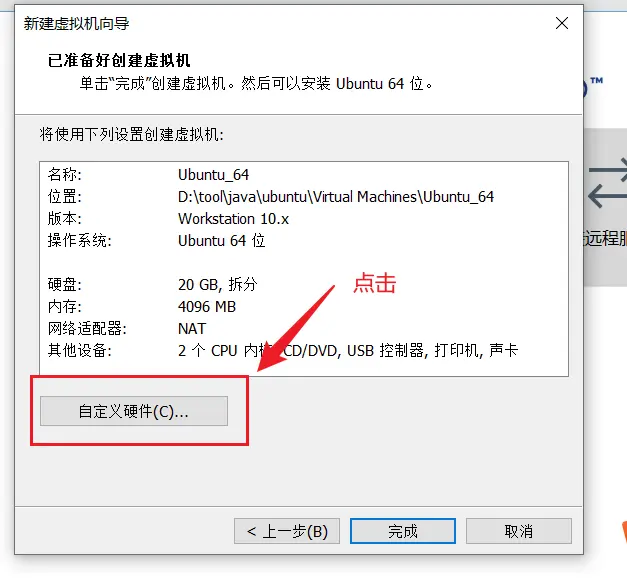 新建虚拟机向导
已准备好创建虚拟机
单击“完成”创建虚拟机。然后可以安装 Ubuntu 64 位。
TM
将使用下列设置创建虚拟机:
名称: Ubuntu_64
位置: D:\tool\java\ubuntu\Virtual Machines\Ubuntu_64
版本: Workstation 10.x
操作系统: Ubuntu 64 位
远程服
硬盘: 20 GB, 拆分
点击
内存: 4096 MB
网络适配器: NAT
其他设备: 2 个 CPU 内核, CD/DVD, USB 控制器, 打印机, 声卡
自定义硬件(C)...
< 上一步(B)
完成
取消